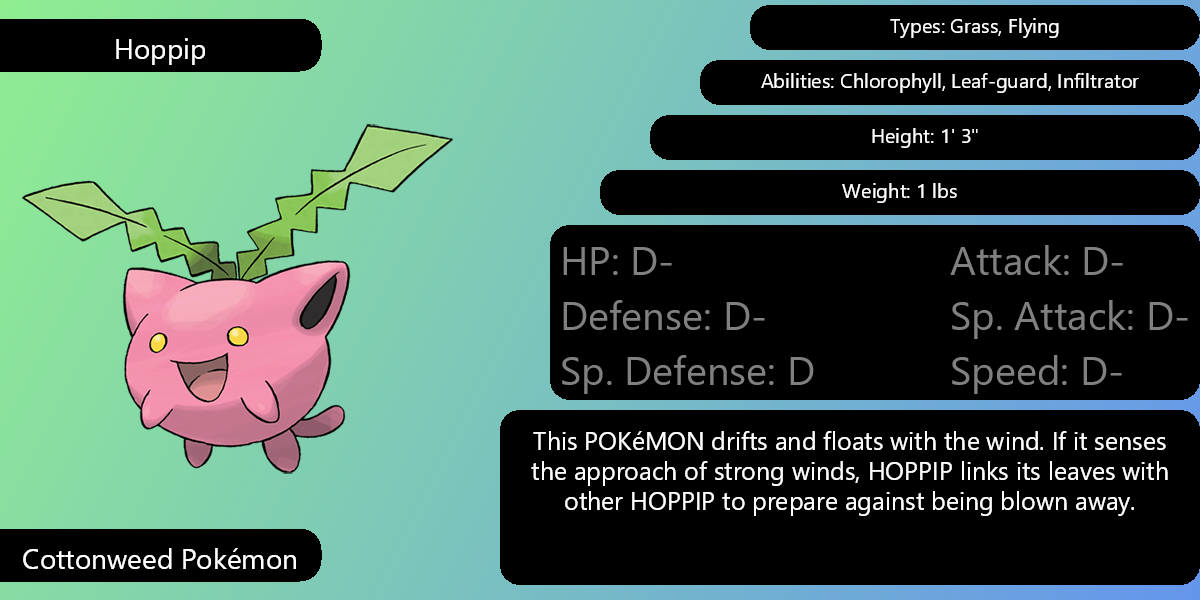 Hoppip
Types: Grass, Flying
Abilities: Chlorophyll, Leaf-guard, Infiltrator
Height: 1' 3"
Weight: 1 lbs
HP: D-
Attack: D-
Defense: D-
Sp. Attack: D-
Sp. Defense: D
Speed: D-
This POKéMON drifts and floats with the wind. If it senses
the approach of strong winds, HOPPIP links its leaves with
other HOPPIP to prepare against being blown away.
Cottonweed Pokémon